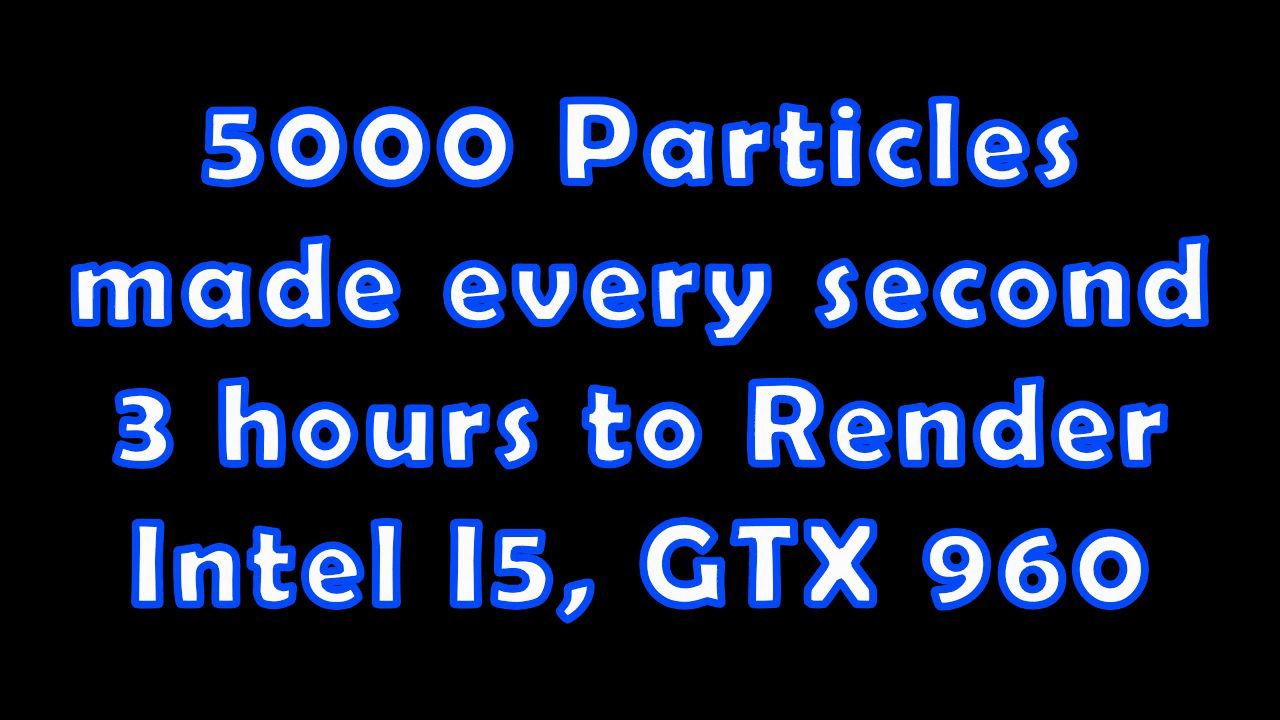 5000 Particles
made every second
3 hours to Render
Intel I5, GTX 960